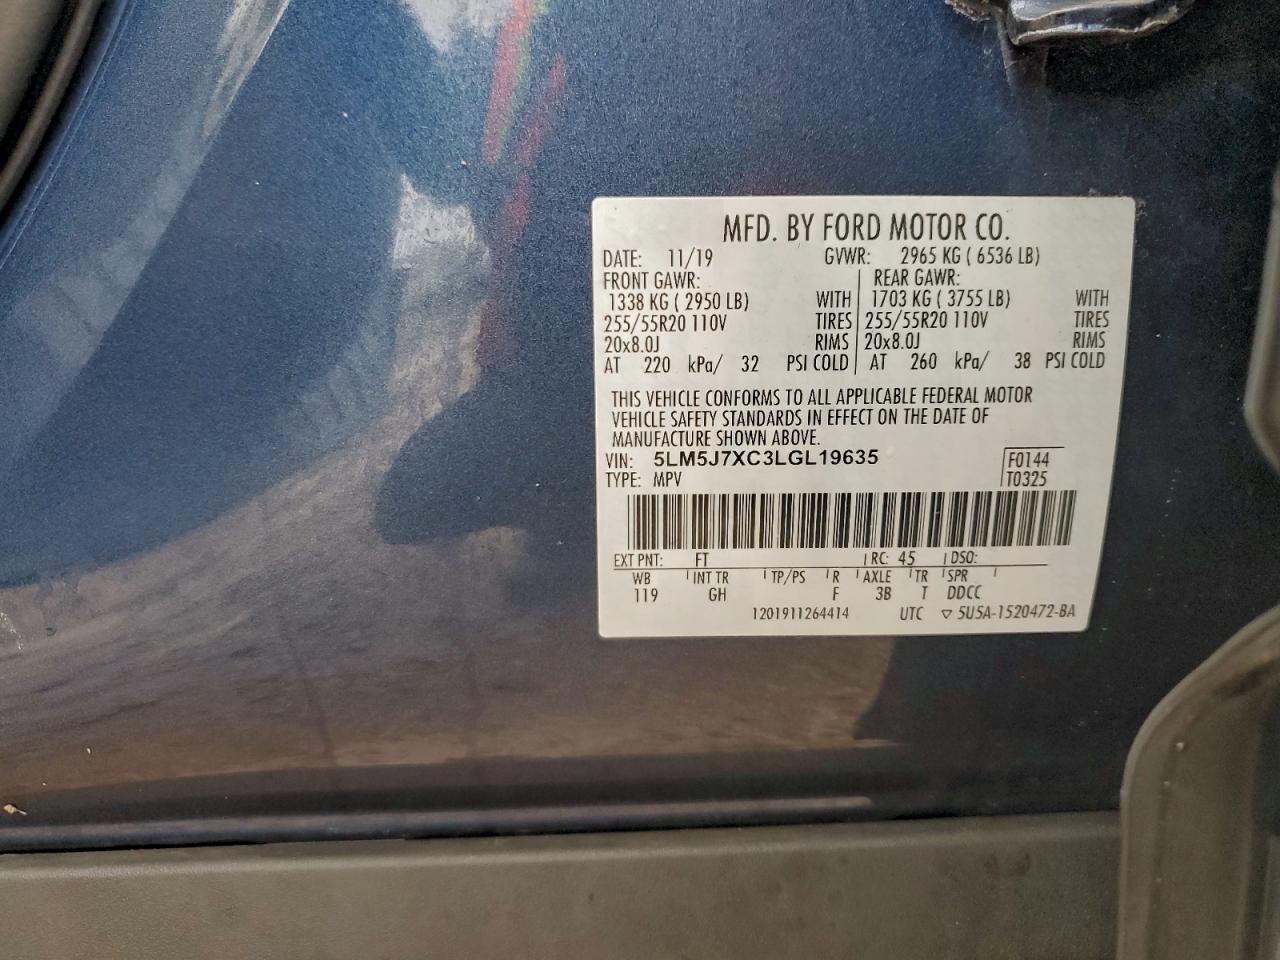 MFD. BY FORD MOTOR CO.
DATE: 11/19 GVWR: 2965 KG ( 6536 LB)
FRONT GAWR: REAR GAWR:
1338 KG ( 2950 LB) WITH 1703 KG ( 3755 LB) WITH
255/55R20 110V TIRES 255/55R20 110V TIRES
20x8.0J RIMS 20x8.0J RIMS
AT 220 kPa/ 32 PSI COLD AT 260 kPa/ 38 PSI COLD
THIS VEHICLE CONFORMS TO ALL APPLICABLE FEDERAL MOTOR
VEHICLE SAFETY STANDARDS IN EFFECT ON THE DATE OF
MANUFACTURE SHOWN ABOVE.
VIN: 5LM5J7XC3LGL19635 F0144
TYPE: MPV T0325
EXT PNT: FT RC: 45 DSO:
WB INT TR TP/PS R AXLE TR SPR
119 GH F 3B T DDCC
1201911264414 UTC ▽ 5U5A-1520472-BA